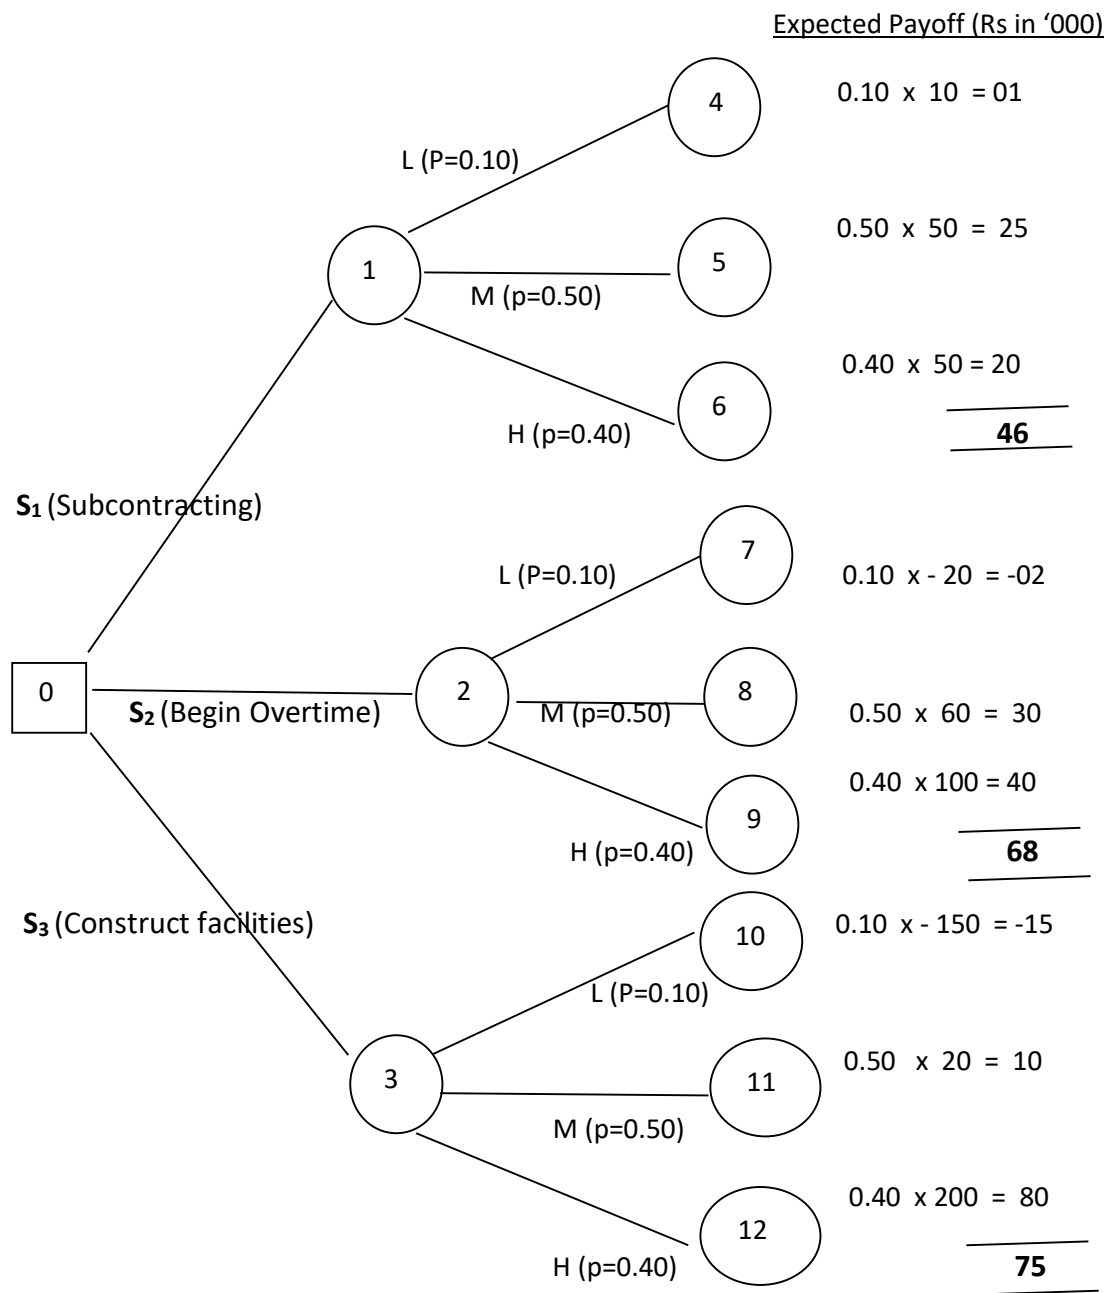 Expected Payoff (Rs in ‘000)
4
0.10 x 10 = 01
L (P=0.10)
0.50 x 50 = 25
1
5
M (p=0.50)
0.40 x 50 = 20
6
H (p=0.40)
46
S₁ (Subcontracting)
7
L (P=0.10)
0.10 x - 20 = -02
0
2
8
S₂ (Begin Overtime)
M (p=0.50)
0.50 x 60 = 30
0.40 x 100 = 40
9
H (p=0.40)
68
S₃ (Construct facilities)
10
0.10 x - 150 = -15
L (P=0.10)
0.50 x 20 = 10
3
11
M (p=0.50)
0.40 x 200 = 80
12
H (p=0.40)
75